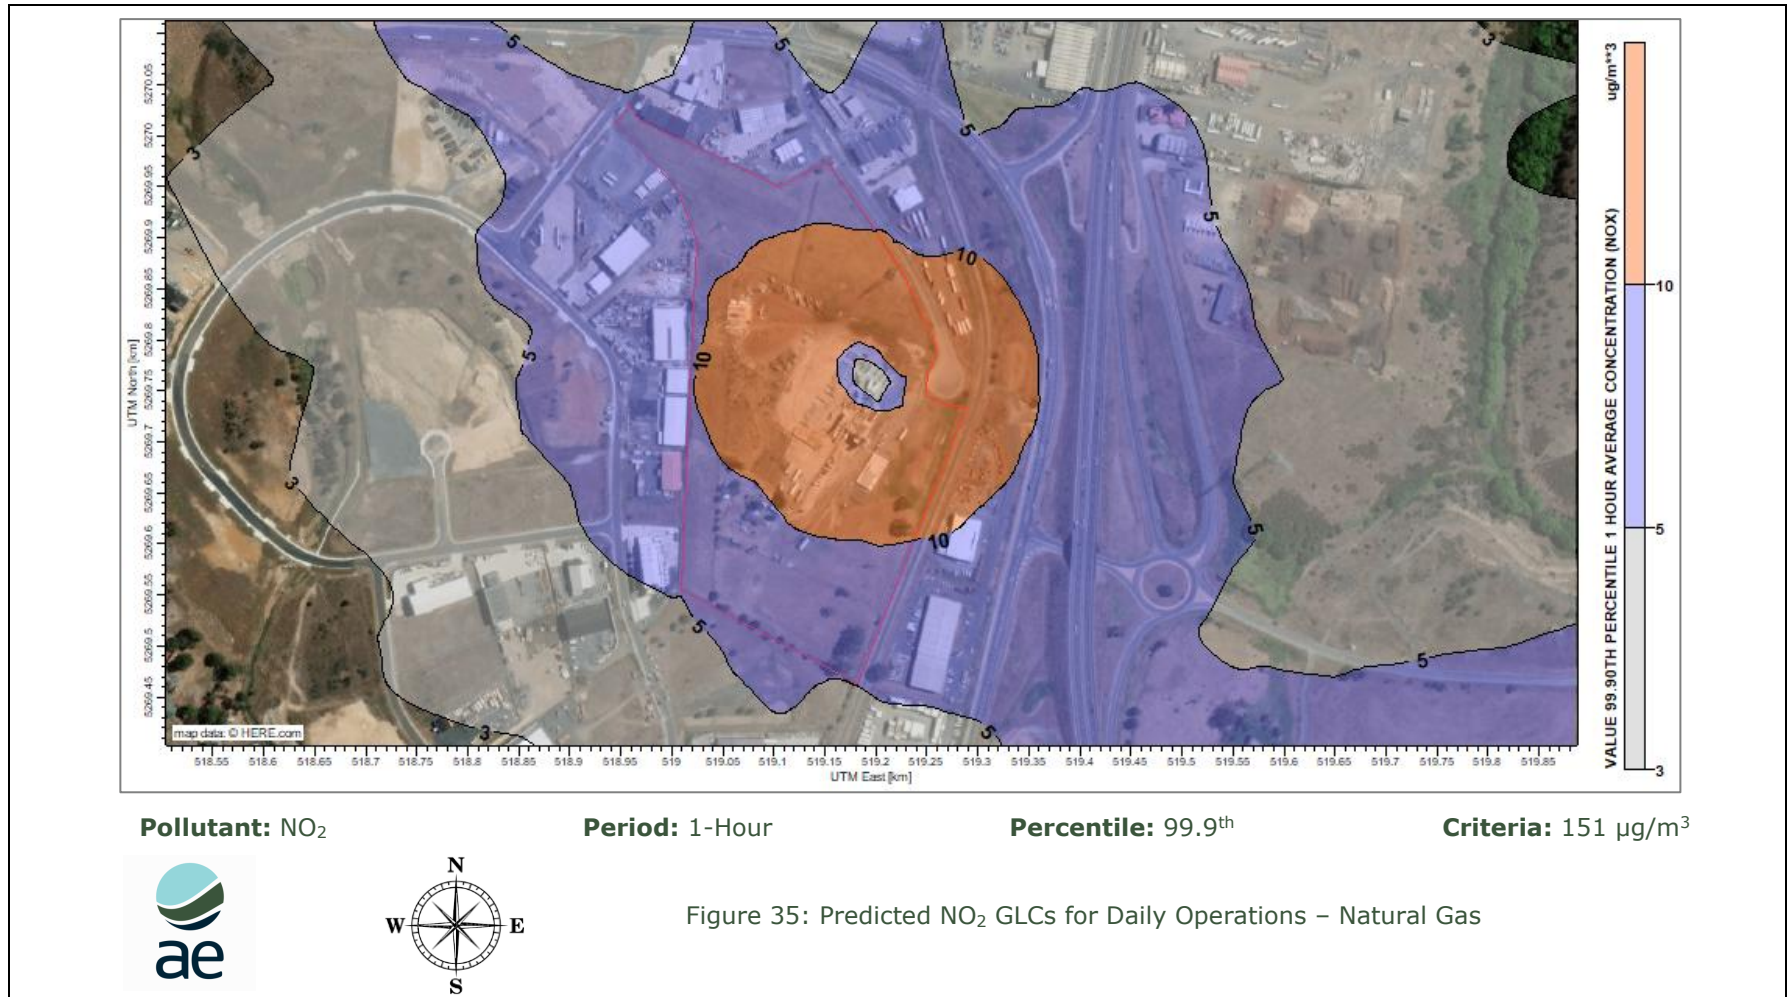 5
5
3
3
5
5
10
5
10
5
3
10
5
5
5
3
5
map data: © HERE.com
5270.05
5270
5269.95
5269.9
5269.85
5269.8
5269.75
5269.7
5269.65
5269.6
5269.55
5269.5
5269.45
UTM North [km]
518.55 518.6 518.65 518.7 518.75 518.8 518.85 518.9 518.95 519 519.05 519.1 519.15 519.2 519.25 519.3 519.35 519.4 519.45 519.5 519.55 519.6 519.65 519.7 519.75 519.8 519.85
UTM East [km]
ug/m**3
VALUE 99.90TH PERCENTILE 1 HOUR AVERAGE CONCENTRATION (NOX)
10
5
3
Pollutant: NO2 Period: 1-Hour Percentile: 99.9th Criteria: 151 µg/m3
ae
N
W E
S
Figure 35: Predicted NO2 GLCs for Daily Operations – Natural Gas